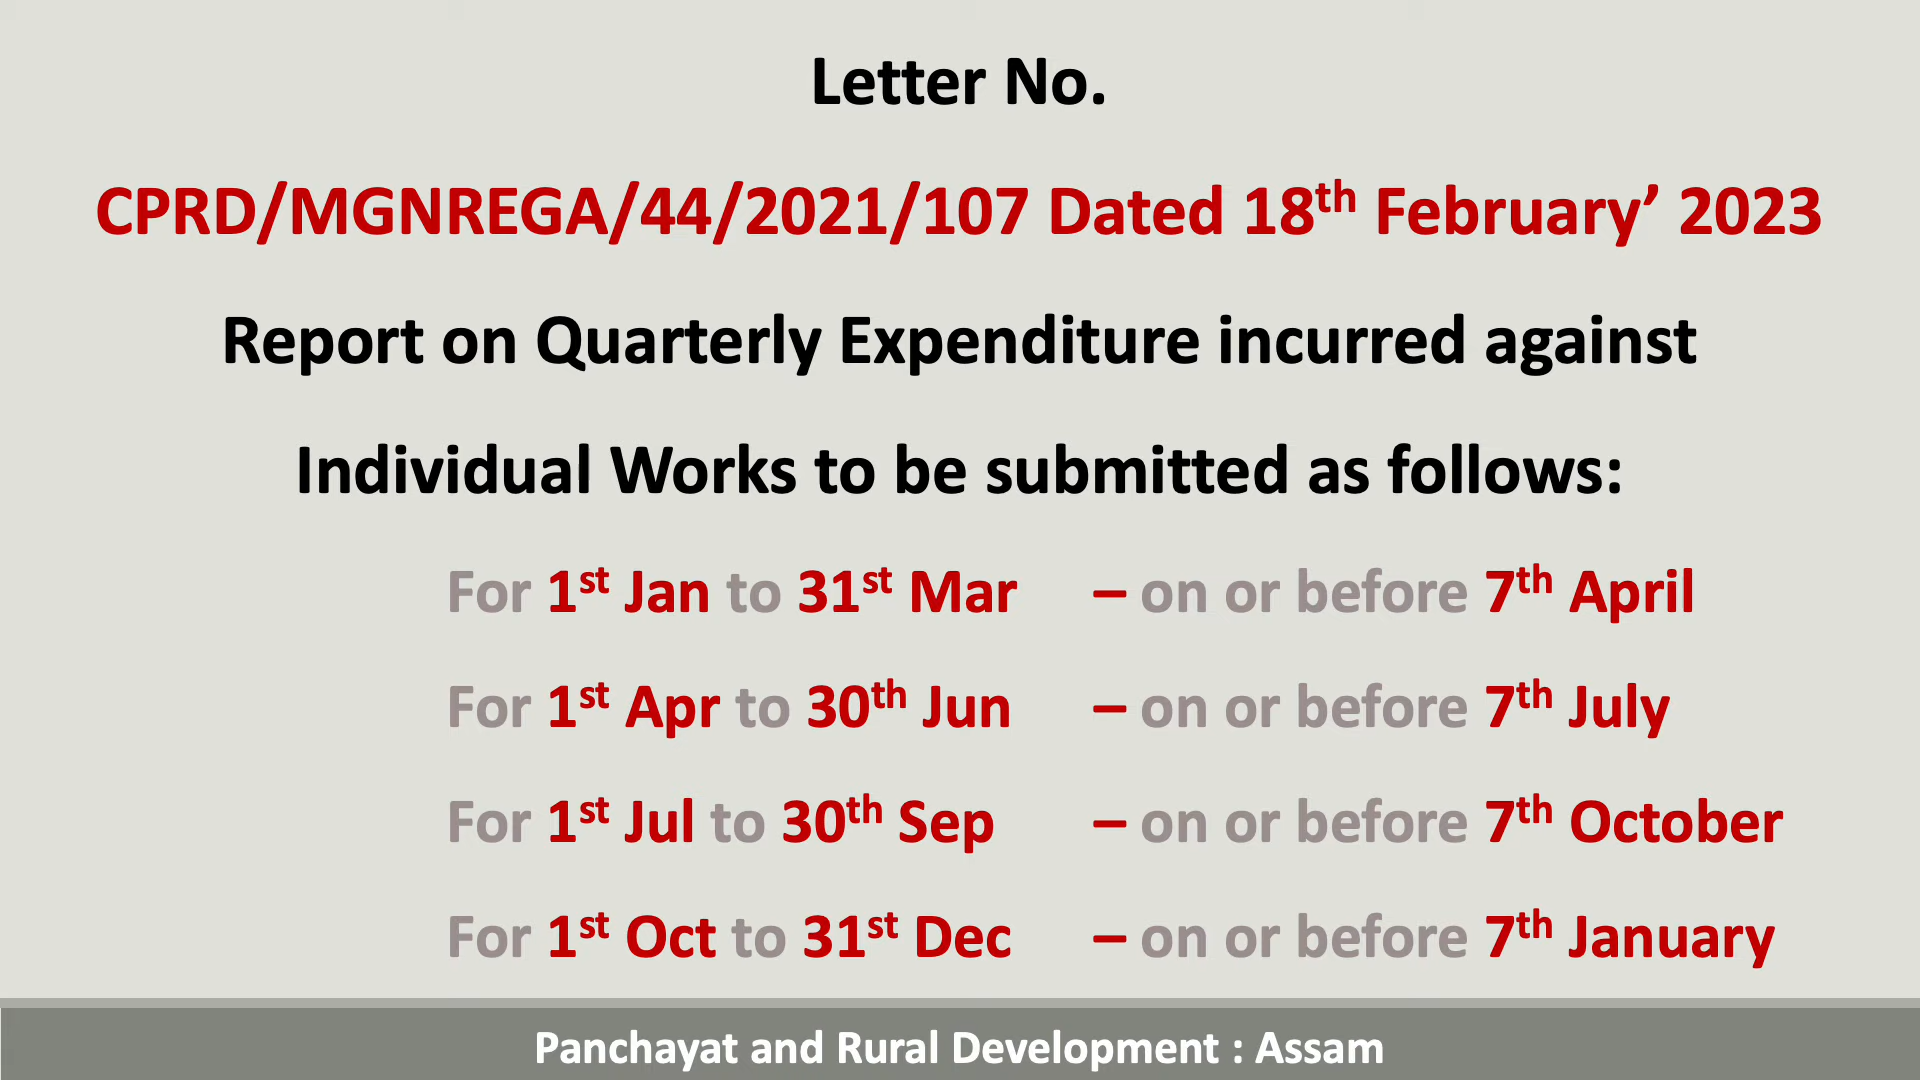 Letter No.
CPRD/MGNREGA/44/2021/107 Dated 18th February’ 2023
Report on Quarterly Expenditure incurred against
Individual Works to be submitted as follows:
For 1st Jan to 31st Mar – on or before 7th April
For 1st Apr to 30th Jun – on or before 7th July
For 1st Jul to 30th Sep – on or before 7th October
For 1st Oct to 31st Dec – on or before 7th January
Panchayat and Rural Development : Assam